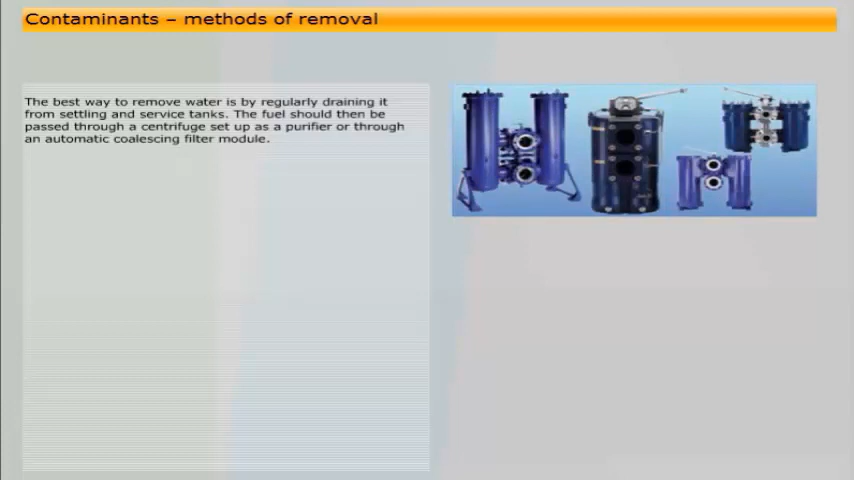 Contaminants – methods of removal
The best way to remove water is by regularly draining it
from settling and service tanks. The fuel should then be
passed through a centrifuge set up as a purifier or through
an automatic coalescing filter module.